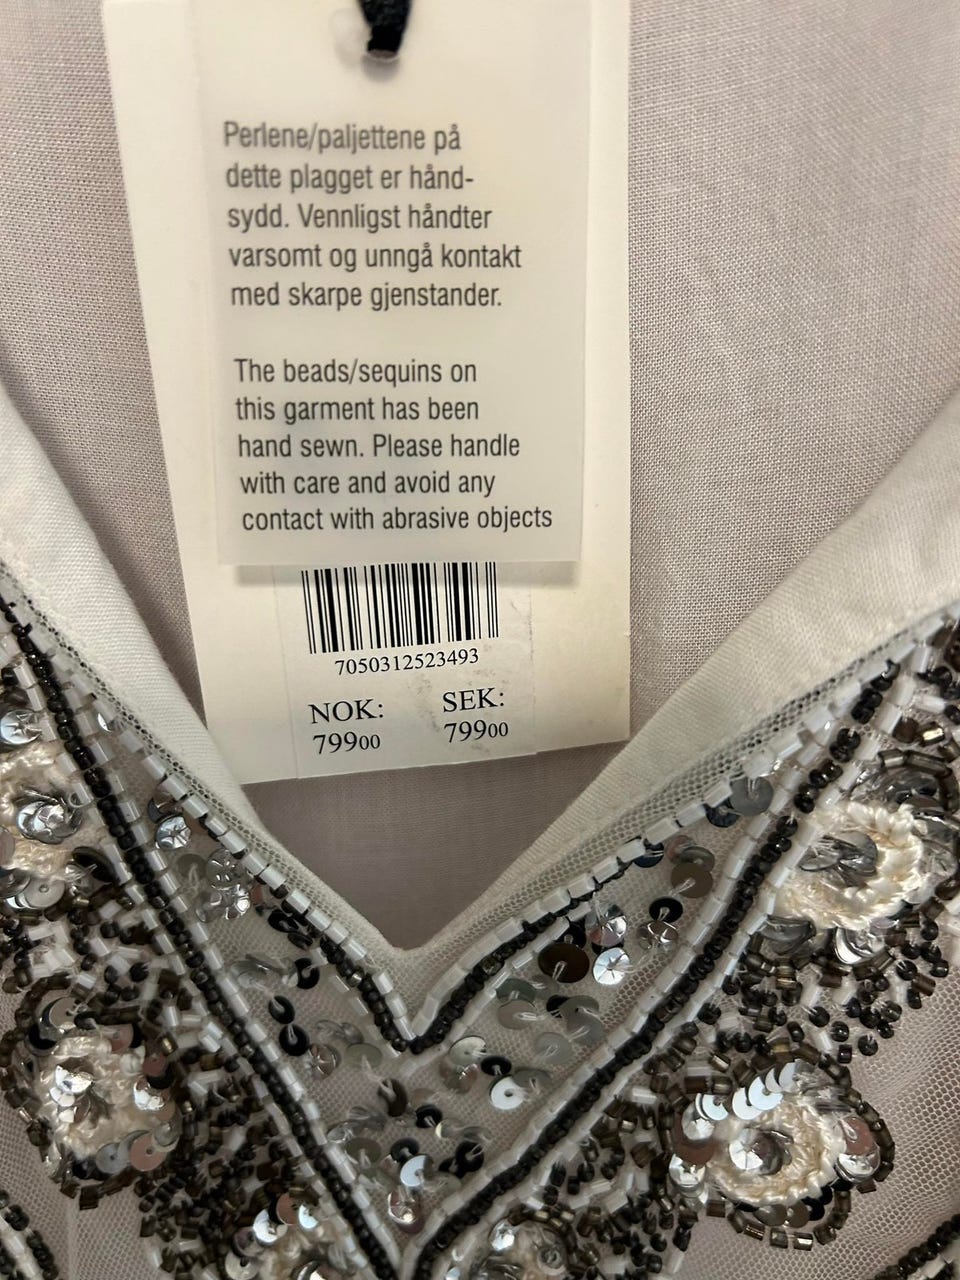 Perlene/paljettene på
dette plagget er hånd-
sydd. Vennligst håndter
varsomt og unngå kontakt
med skarpe gjenstander.
The beads/sequins on
this garment has been
hand sewn. Please handle
with care and avoid any
contact with abrasive objects
7050312523493
NOK: SEK:
79900 79900